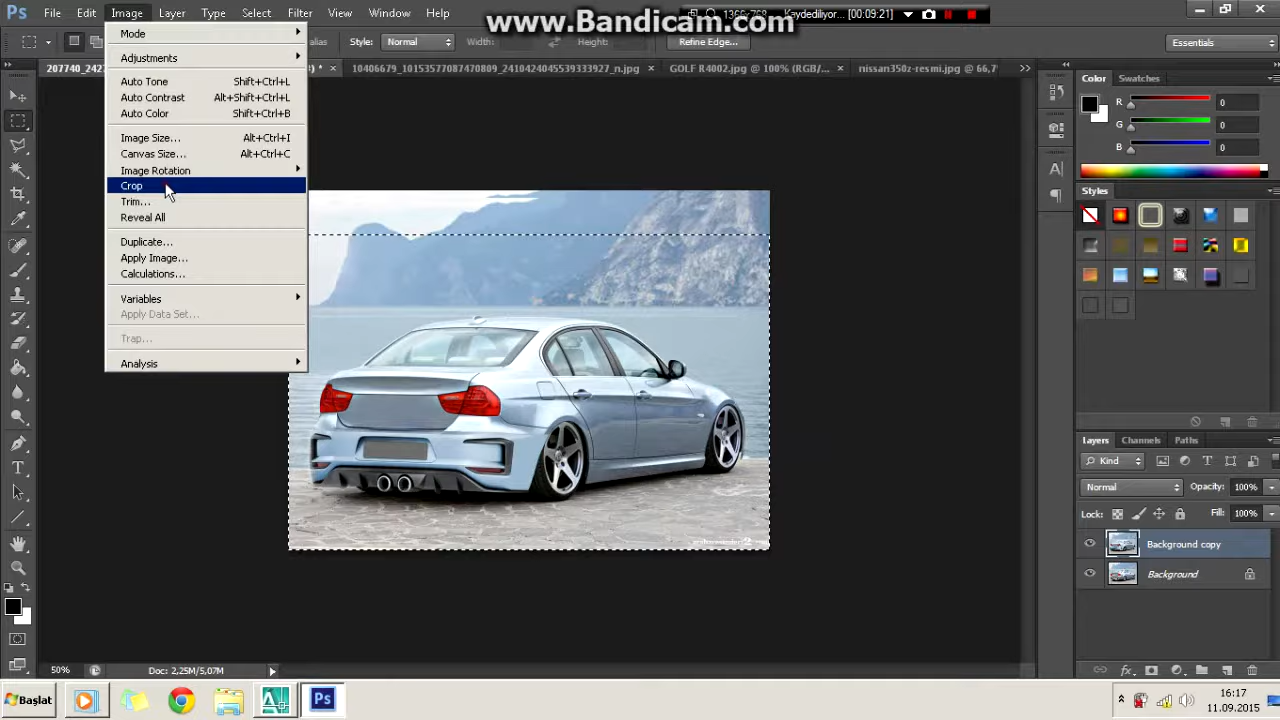 Ps File Edit Image Layer Type Select Filter View Window Help
www.Bandicam.com
1366x768 Kaydediliyor... [00:09:21]
alias Style: Normal Width: Height: Refine Edge... Essentials
207740_242 ) * × 10406679_10153577087470809_2410424045539333927_n.jpg × GOLF R4002.jpg @ 100% (RGB/... × nissan350z-resmi.jpg @ 66,7 >>
Mode
Adjustments
Auto Tone Shift+Ctrl+L
Auto Contrast Alt+Shift+Ctrl+L
Auto Color Shift+Ctrl+B
Image Size... Alt+Ctrl+I
Canvas Size... Alt+Ctrl+C
Image Rotation
Crop
Trim...
Reveal All
Duplicate...
Apply Image...
Calculations...
Variables
Apply Data Set...
Trap...
Analysis
Color Swatches
R 0
G 0
B 0
Styles
Layers Channels Paths
Kind
Normal Opacity: 100%
Lock: Fill: 100%
Background copy
Background
50% Doc: 2,25M/5,07M
Başlat Ps
16:17
11.09.2015